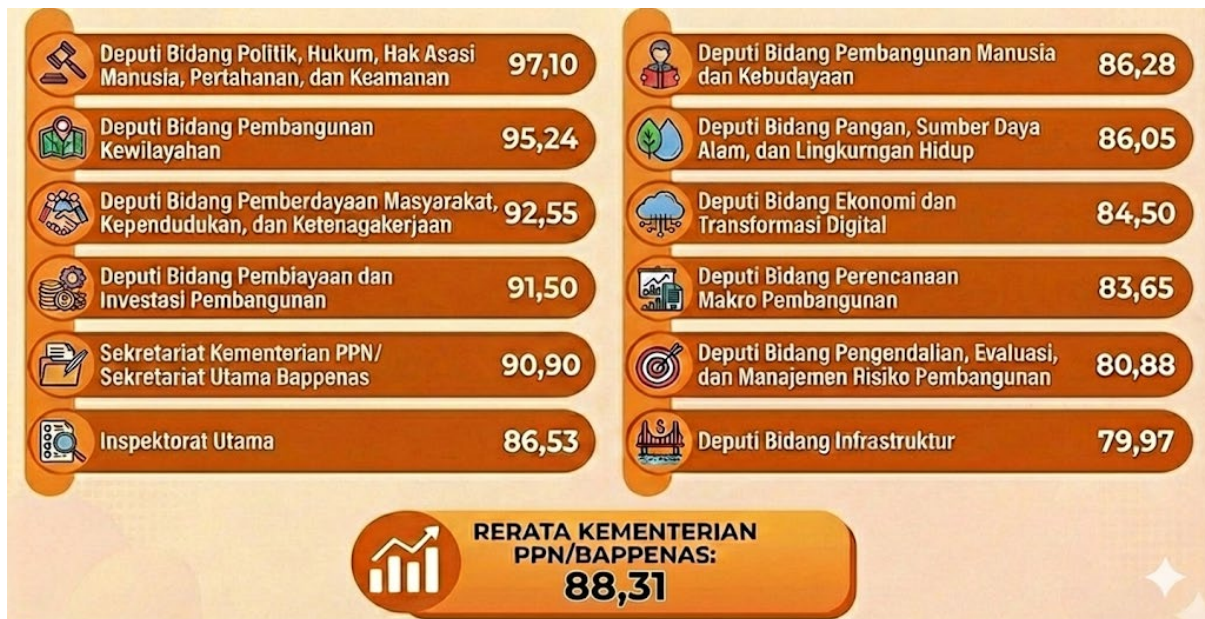 Deputi Bidang Politik, Hukum, Hak Asasi
Manusia, Pertahanan, dan Keamanan
97,10
Deputi Bidang Pembangunan
Kewilayahan
95,24
Deputi Bidang Pemberdayaan Masyarakat,
Kependudukan, dan Ketenagakerjaan
92,55
Deputi Bidang Pembiayaan dan
Investasi Pembangunan
91,50
Sekretariat Kementerian PPN/
Sekretariat Utama Bappenas
90,90
Inspektorat Utama
86,53
Deputi Bidang Pembangunan Manusia
dan Kebudayaan
86,28
Deputi Bidang Pangan, Sumber Daya
Alam, dan Lingkurngan Hidup
86,05
Deputi Bidang Ekonomi dan
Transformasi Digital
84,50
Deputi Bidang Perencanaan
Makro Pembangunan
83,65
Deputi Bidang Pengendalian, Evaluasi,
dan Manajemen Risiko Pembangunan
80,88
Deputi Bidang Infrastruktur
79,97
RERATA KEMENTERIAN
PPN/BAPPENAS:
88,31